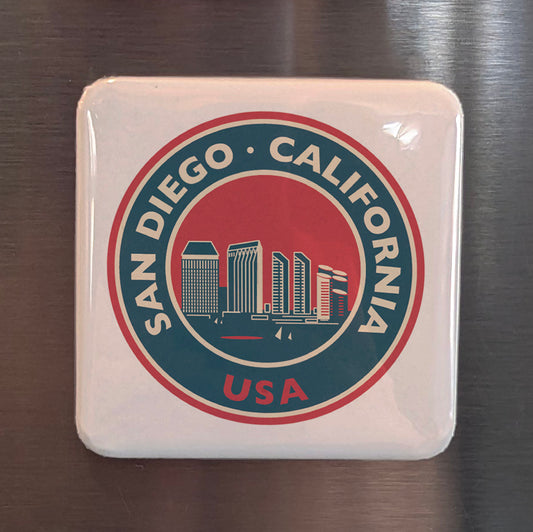 SAN DIEGO · CALIFORNIA
USA